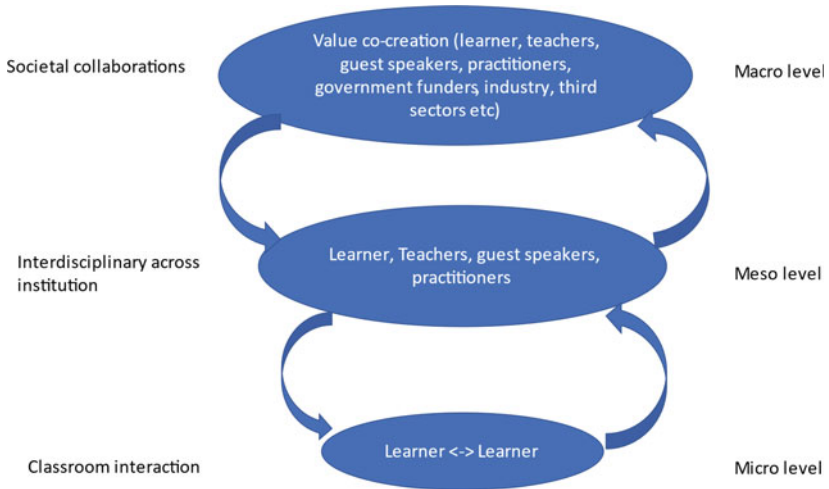 Societal collaborations
Value co-creation (learner, teachers,
guest speakers, practitioners,
government funders, industry, third
sectors etc)
Macro level
Interdisciplinary across
institution
Learner, Teachers, guest speakers,
practitioners
Meso level
Classroom interaction
Learner <-> Learner
Micro level